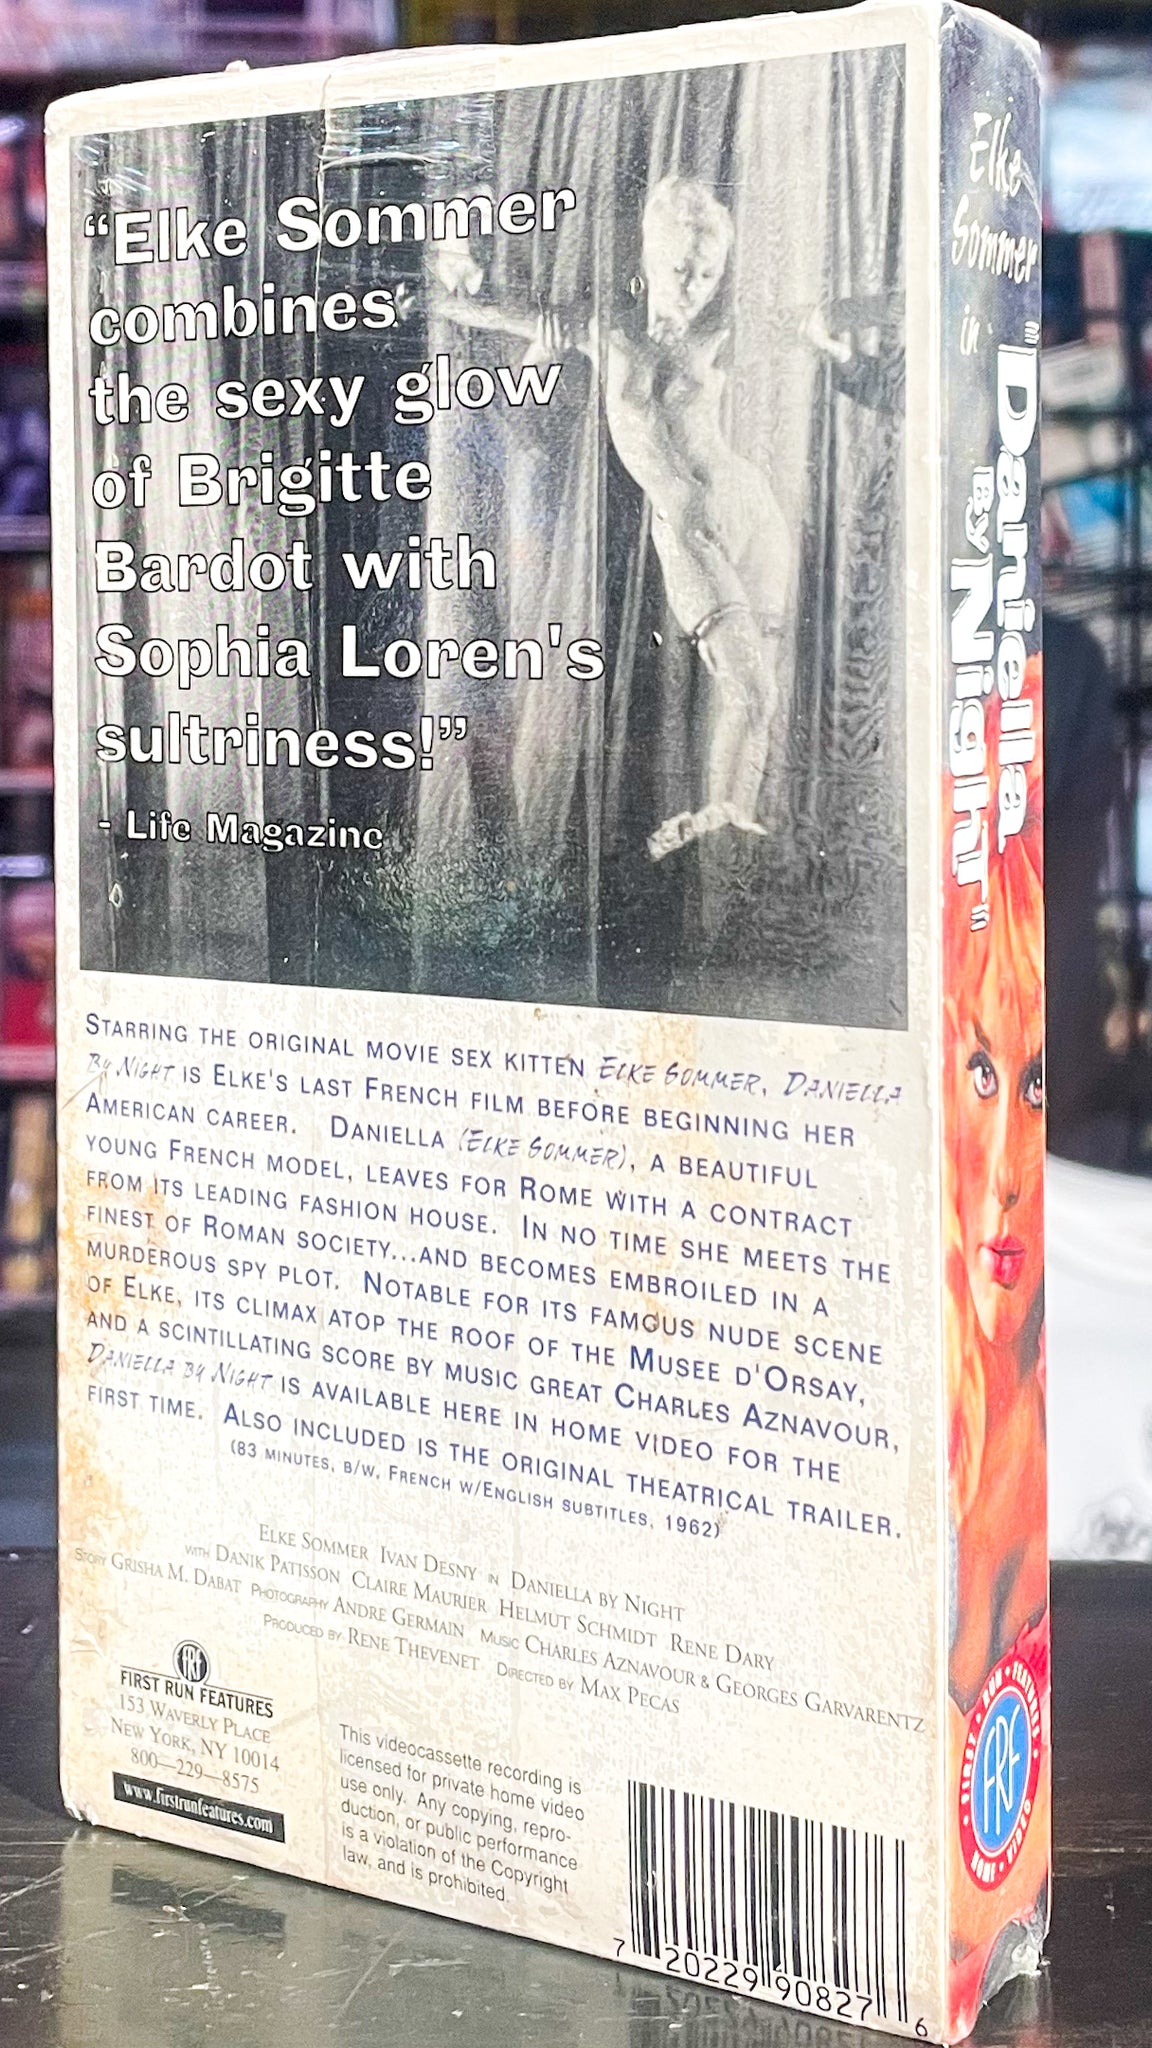 “Elke Sommer
combines
the sexy glow
of Brigitte
Bardot with
Sophia Loren's
sultriness!”
- Life Magazine
STARRING THE ORIGINAL MOVIE SEX KITTEN ELKE SOMMER, DANIELLA
BY NIGHT IS ELKE'S LAST FRENCH FILM BEFORE BEGINNING HER
AMERICAN CAREER. DANIELLA (ELKE SOMMER), A BEAUTIFUL
YOUNG FRENCH MODEL, LEAVES FOR ROME WITH A CONTRACT
FROM ITS LEADING FASHION HOUSE. IN NO TIME SHE MEETS THE
FINEST OF ROMAN SOCIETY...AND BECOMES EMBROILED IN A
MURDEROUS SPY PLOT. NOTABLE FOR ITS FAMOUS NUDE SCENE
OF ELKE, ITS CLIMAX ATOP THE ROOF OF THE MUSEE D'ORSAY,
AND A SCINTILLATING SCORE BY MUSIC GREAT CHARLES AZNAVOUR,
DANIELLA BY NIGHT IS AVAILABLE HERE IN HOME VIDEO FOR THE
FIRST TIME. ALSO INCLUDED IS THE ORIGINAL THEATRICAL TRAILER.
(83 MINUTES, B/W, FRENCH W/ENGLISH SUBTITLES, 1962)
ELKE SOMMER IVAN DESNY IN DANIELLA BY NIGHT
WITH DANIK PATISSON CLAIRE MAURIER HELMUT SCHMIDT RENE DARY
STORY GRISHA M. DABAT PHOTOGRAPHY ANDRE GERMAIN MUSIC CHARLES AZNAVOUR & GEORGES GARVARENTZ
PRODUCED BY RENE THEVENET DIRECTED BY MAX PECAS
FRF
FIRST RUN FEATURES
153 WAVERLY PLACE
NEW YORK, NY 10014
800—229—8575
www.firstrunfeatures.com
This videocassette recording is
licensed for private home video
use only. Any copying, repro-
duction, or public performance
is a violation of the Copyright
law, and is prohibited.
7 20229 90827 6
Elke
Sommer
in
"Daniella
By Night"
FIRST • RUN • FEATURES • HOME • VIDEO
FRF